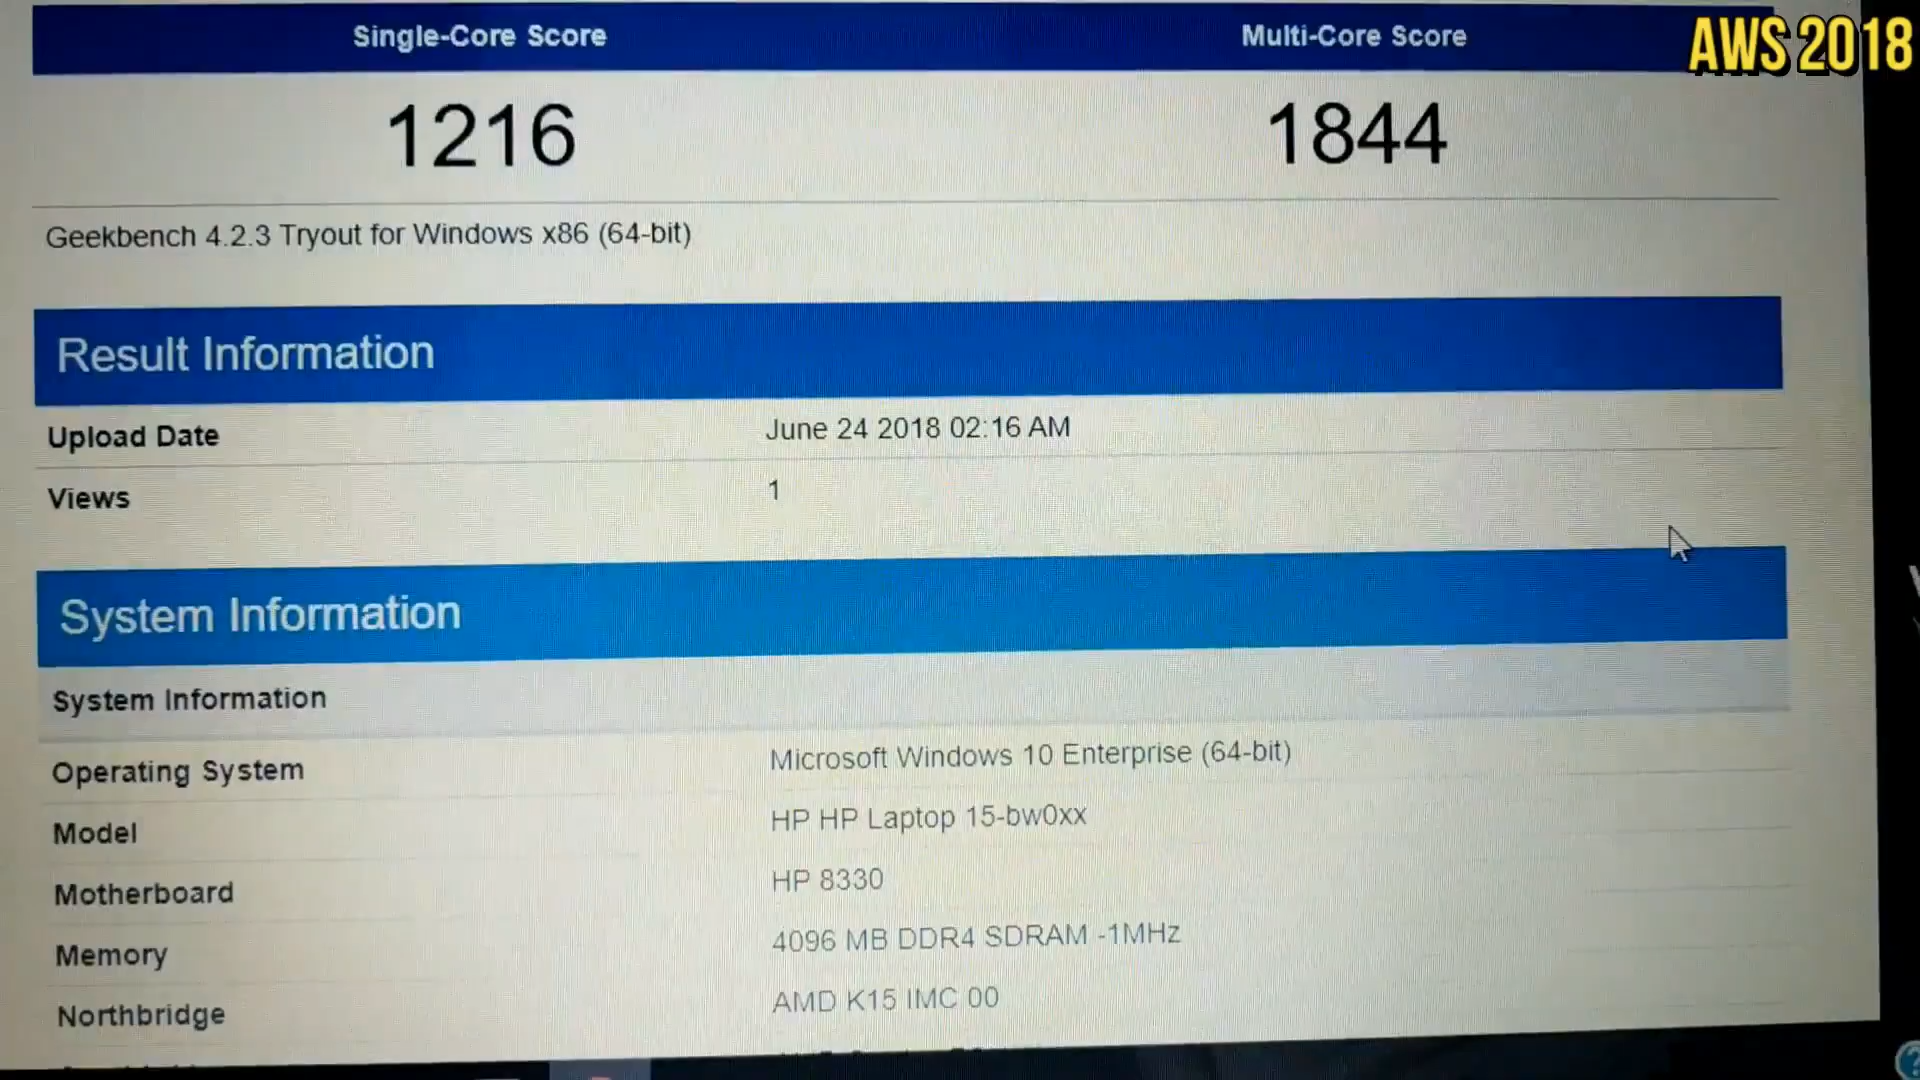 Single-Core Score Multi-Core Score
AWS 2018
1216 1844
Geekbench 4.2.3 Tryout for Windows x86 (64-bit)
Result Information
Upload Date June 24 2018 02:16 AM
Views 1
System Information
System Information
Operating System Microsoft Windows 10 Enterprise (64-bit)
Model HP HP Laptop 15-bw0xx
Motherboard HP 8330
Memory 4096 MB DDR4 SDRAM -1MHz
Northbridge AMD K15 IMC 00